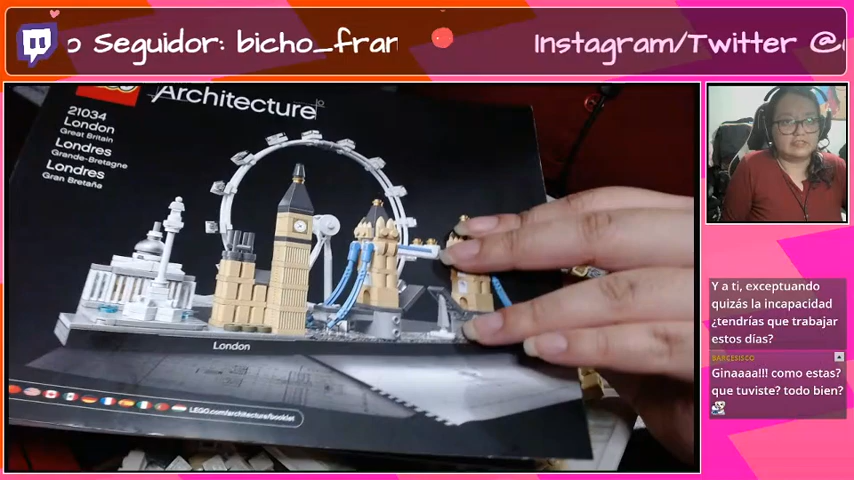 o Seguidor: bicho_fran
Instagram/Twitter @
Architecture
21034
London
Great Britain
Londres
Grande-Bretagne
Londres
Gran Bretaña
London
LEGO.com/architecture/booklet
Y a ti, exceptuando
quizás la incapacidad
¿tendrías que trabajar
estos días?
BARCESISCO
Ginaaaa!!! como estas?
que tuviste? todo bien?